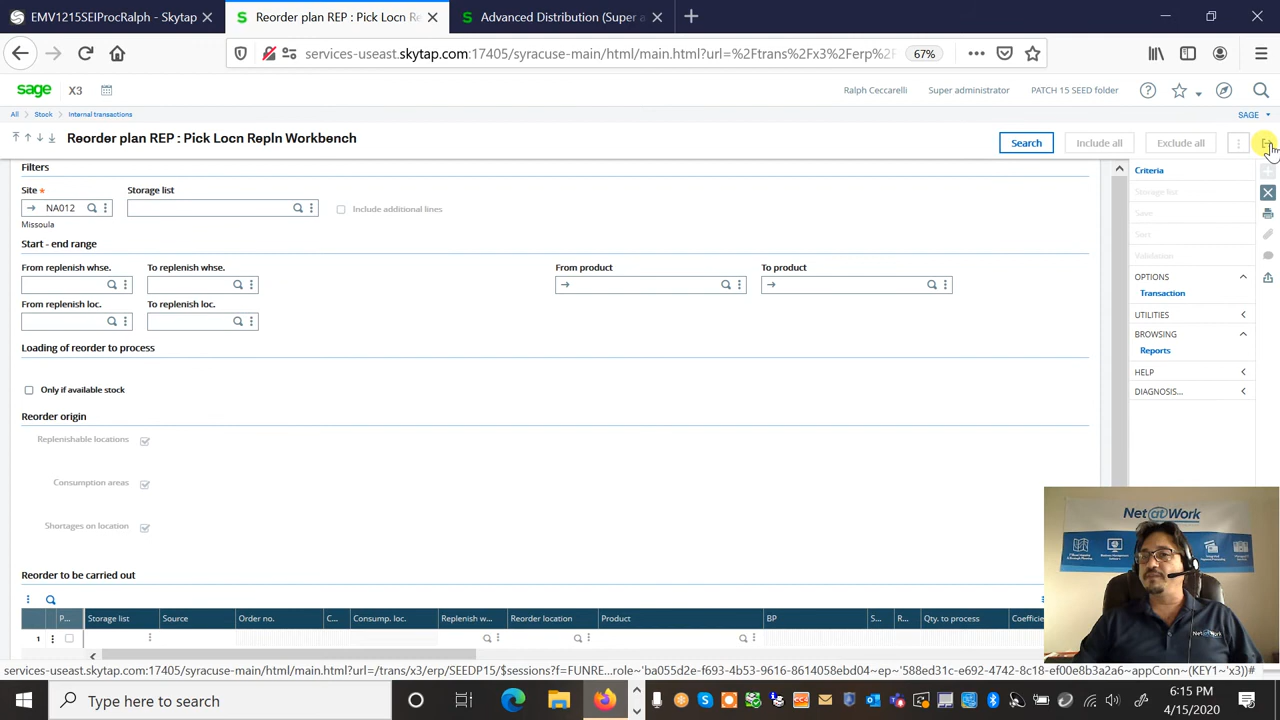 EMV1215SEIProcRalph - Skytap
Reorder plan REP : Pick Locn Re
Advanced Distribution (Super a
services-useast.skytap.com:17405/syracuse-main/html/main.html?url=%2Ftrans%2Fx3%2Ferp%2F
67%
sage X3
Ralph Ceccarelli Super administrator PATCH 15 SEED folder
All Stock Internal transactions
SAGE
Reorder plan REP : Pick Locn Repln Workbench
Search Include all Exclude all
Filters
Site * Storage list
NA012 Include additional lines
Missoula
Start - end range
From replenish whse. To replenish whse. From product To product
From replenish loc. To replenish loc.
Loading of reorder to process
Only if available stock
Reorder origin
Replenishable locations
Consumption areas
Shortages on location
Reorder to be carried out
P... Storage list Source Order no. C... Consump. loc. Replenish w... Reorder location Product BP S... R... Qty. to process Coefficie
1
Criteria
Storage list
Save
Sort
Validation
OPTIONS
Transaction
UTILITIES
BROWSING
Reports
HELP
DIAGNOSIS...
Net@Work
Net@Work
services-useast.skytap.com:17405/syracuse-main/html/main.html?url=/trans/x3/erp/SEEDP15/$sessions?f=FUNRE...role~'ba055d2e-f693-4b53-9616-8614058ebd04~ep~'588ed31c-e692-4742-8c18-ef00e8b3a2a6~appConn~(KEY1~'x3))#
Type here to search
6:15 PM
4/15/2020